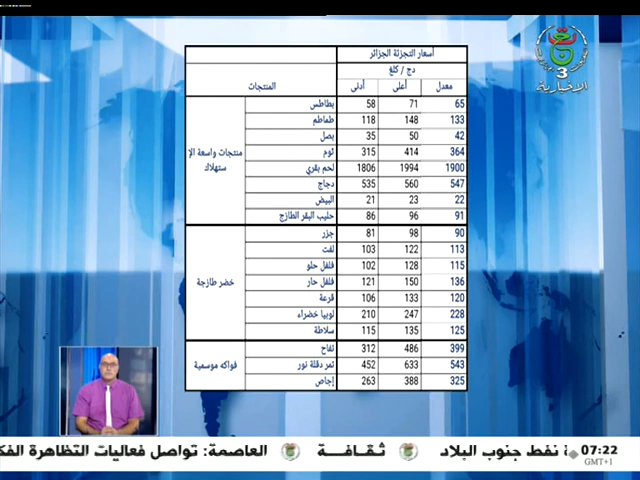 3
الإخبارية
أسعار التجزئة الجزائر
دج / كلغ
المنتجات أدنى أعلى معدل
منتجات واسعة الإ
ستهلاك
بطاطس 58 71 65
طماطم 118 148 133
بصل 35 50 42
ثوم 315 414 364
لحم بقري 1806 1994 1900
دجاج 535 560 547
البيض 21 23 22
حليب البقر الطازج 86 96 91
خضر طازجة
جزر 81 98 90
لفت 103 122 113
فلفل حلو 102 128 115
فلفل حار 121 150 136
قرعة 106 133 120
لوبيا خضراء 210 247 228
سلاطة 115 135 125
فواكه موسمية
تفاح 312 486 399
تمر دقلة نور 452 633 543
إجاص 263 388 325
07:22
GMT+1
نفط جنوب البلاد ثقافة العاصمة: تواصل فعاليات التظاهرة